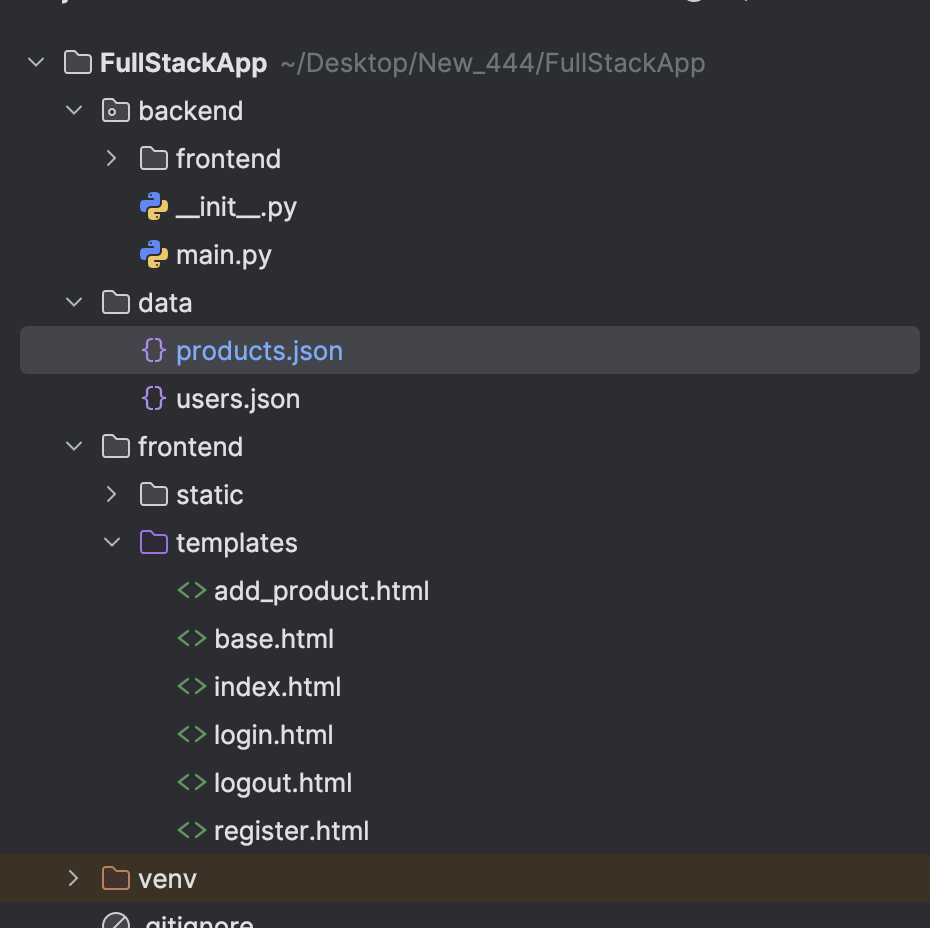 FullStackApp ~/Desktop/New_444/FullStackApp
backend
frontend
__init__.py
main.py
data
products.json
users.json
frontend
static
templates
add_product.html
base.html
index.html
login.html
logout.html
register.html
venv
.gitignore